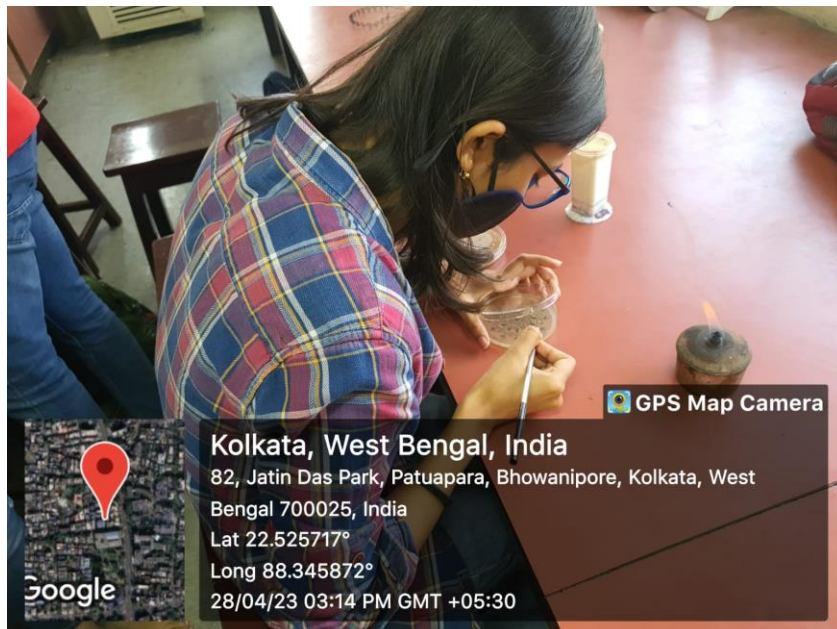 GPS Map Camera
Kolkata, West Bengal, India
82, Jatin Das Park, Patuapara, Bhowanipore, Kolkata, West
Bengal 700025, India
Lat 22.525717°
Long 88.345872°
28/04/23 03:14 PM GMT +05:30
Google